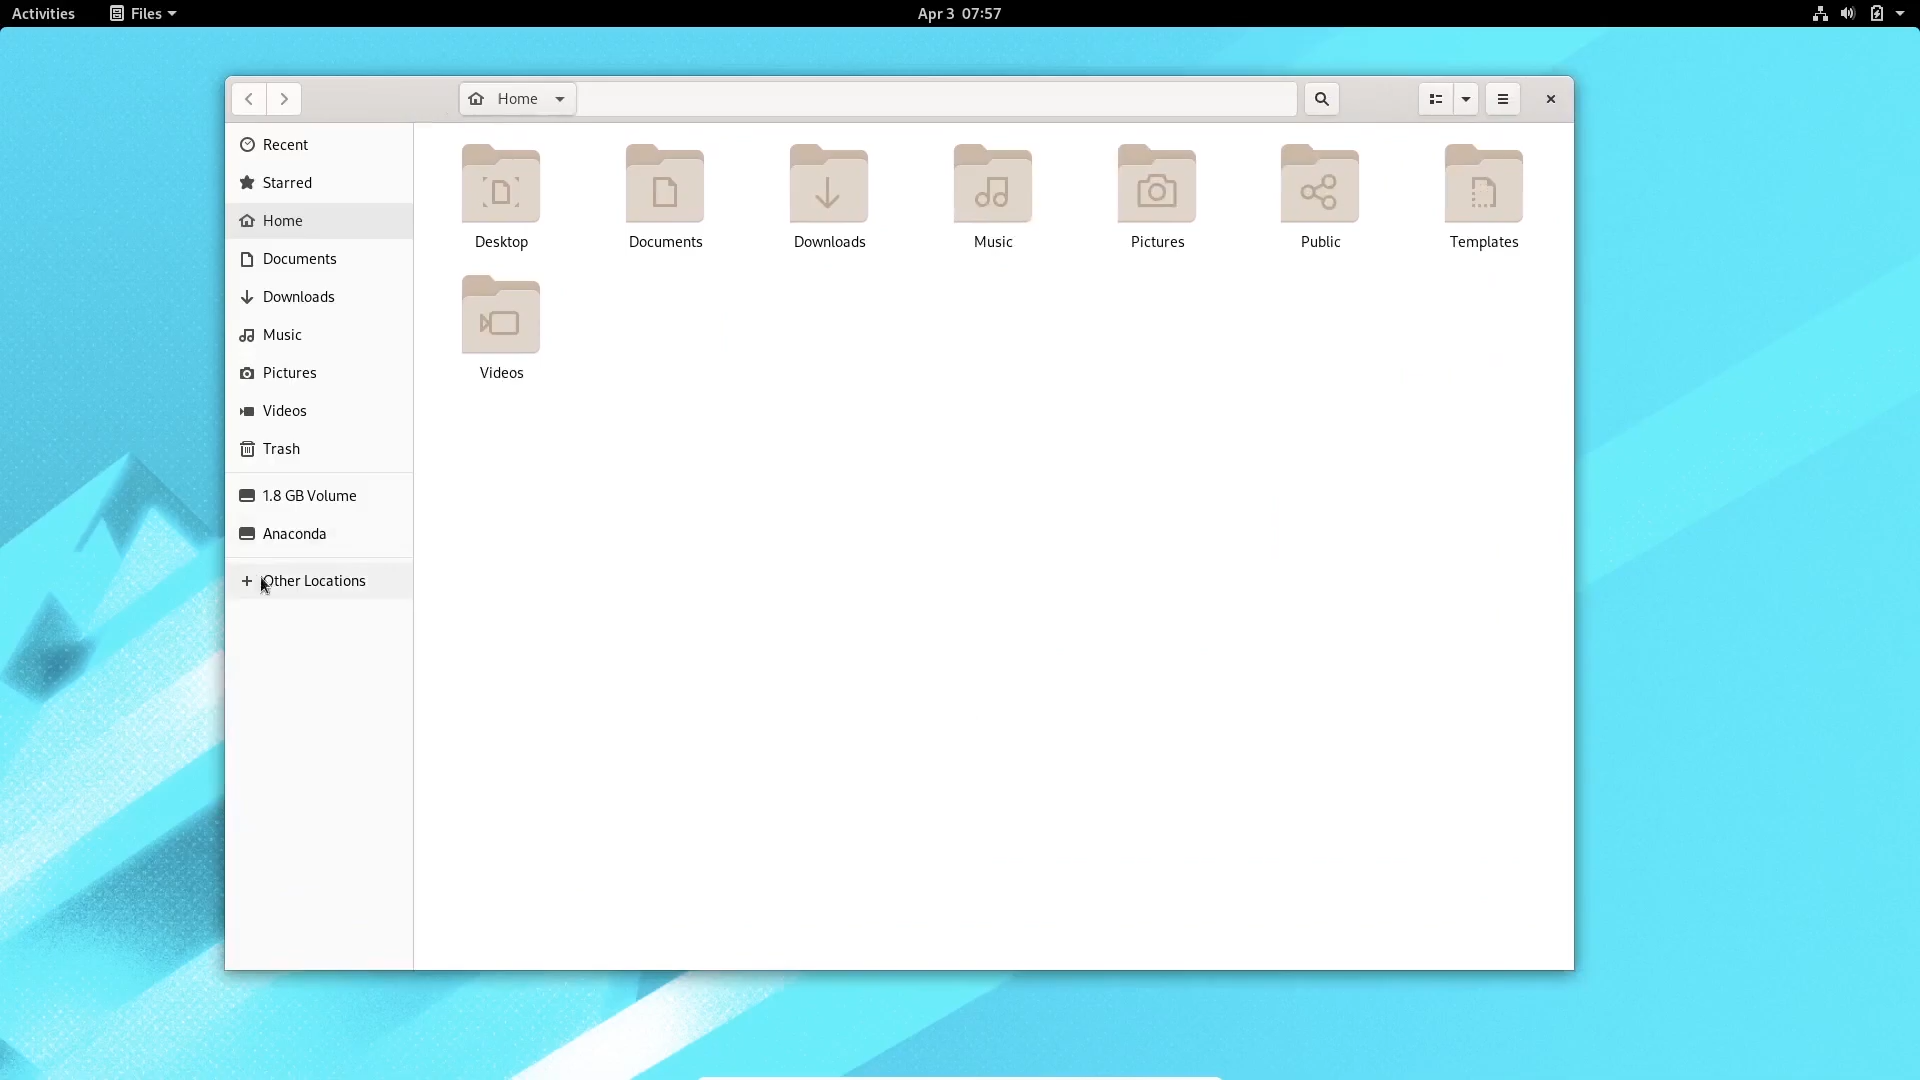 Activities
Files
Apr 3 07:57
Home
Recent
Starred
Home
Documents
Downloads
Music
Pictures
Videos
Trash
1.8 GB Volume
Anaconda
Other Locations
Desktop
Documents
Downloads
Music
Pictures
Public
Templates
Videos